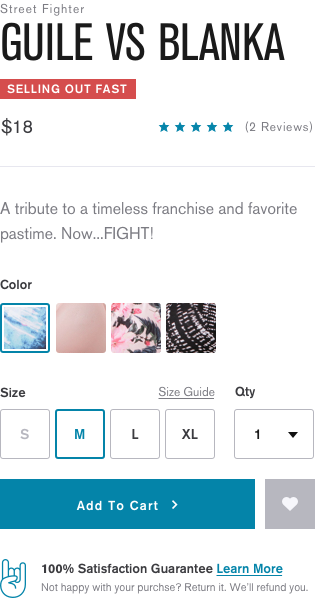 Street Fighter
GUILE VS BLANKA
SELLING OUT FAST
$18 (2 Reviews)
A tribute to a timeless franchise and favorite
pastime. Now...FIGHT!
Color
Size Size Guide Qty
S M L XL 1
Add To Cart
100% Satisfaction Guarantee Learn More
Not happy with your purchse? Return it. We'll refund you.